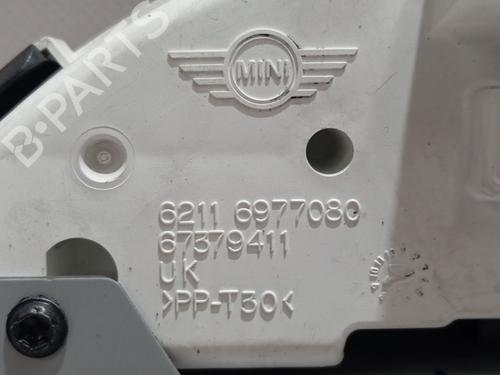 B-PARTS
MINI
6211 6977080
67379411
UK
>PP-T30<